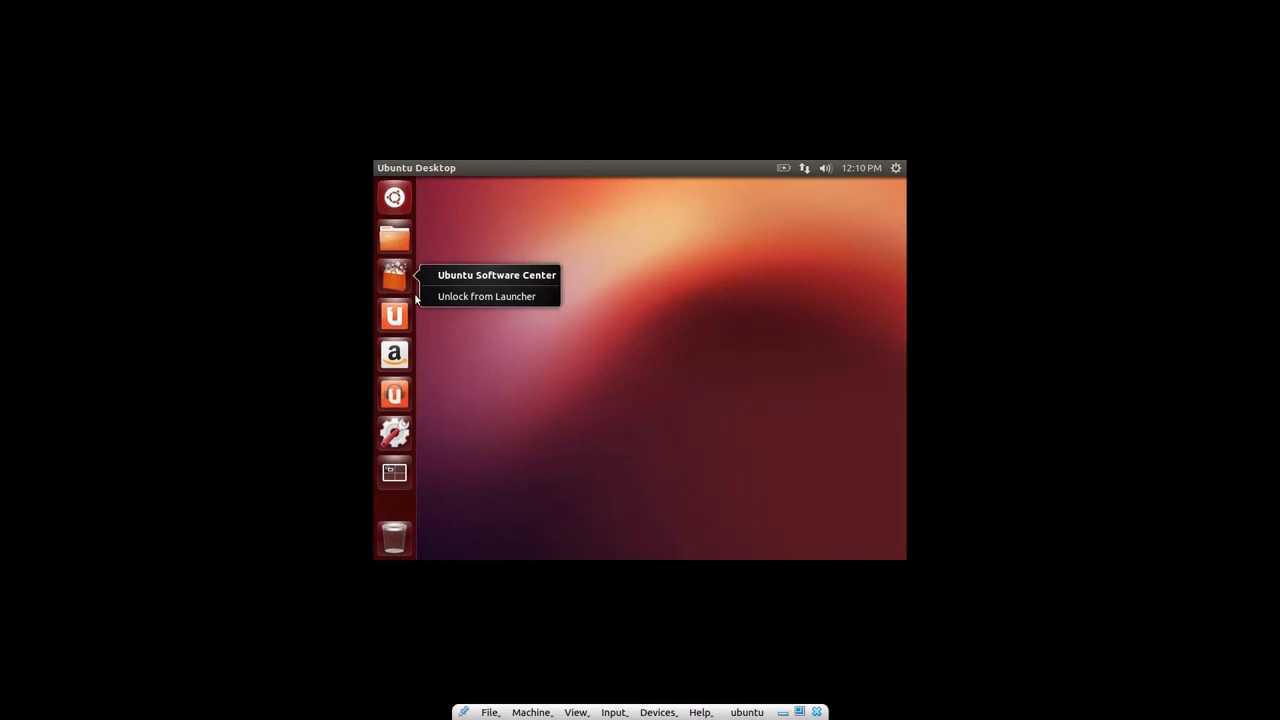 Ubuntu Desktop 12:10 PM
Ubuntu Software Center
Unlock from Launcher
U
a
U
File Machine View Input Devices Help ubuntu